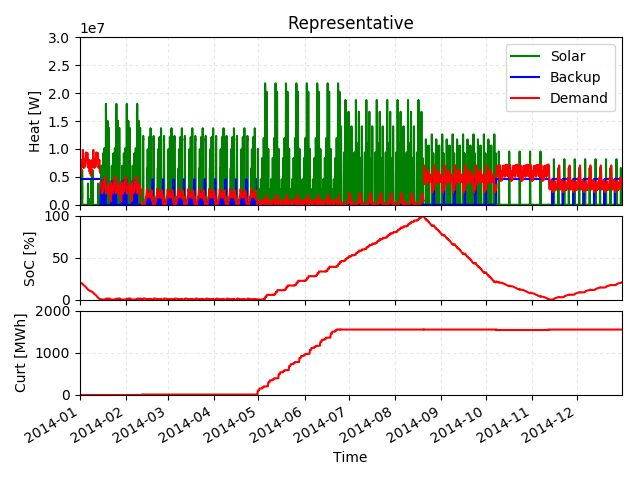 Representative
1e7
3.0
2.5
2.0
1.5
1.0
0.5
0.0
Heat [W]
Solar
Backup
Demand
100
50
0
SoC [%]
2000
1000
0
Curt [MWh]
2014-01
2014-02
2014-03
2014-04
2014-05
2014-06
2014-07
2014-08
2014-09
2014-10
2014-11
2014-12
Time